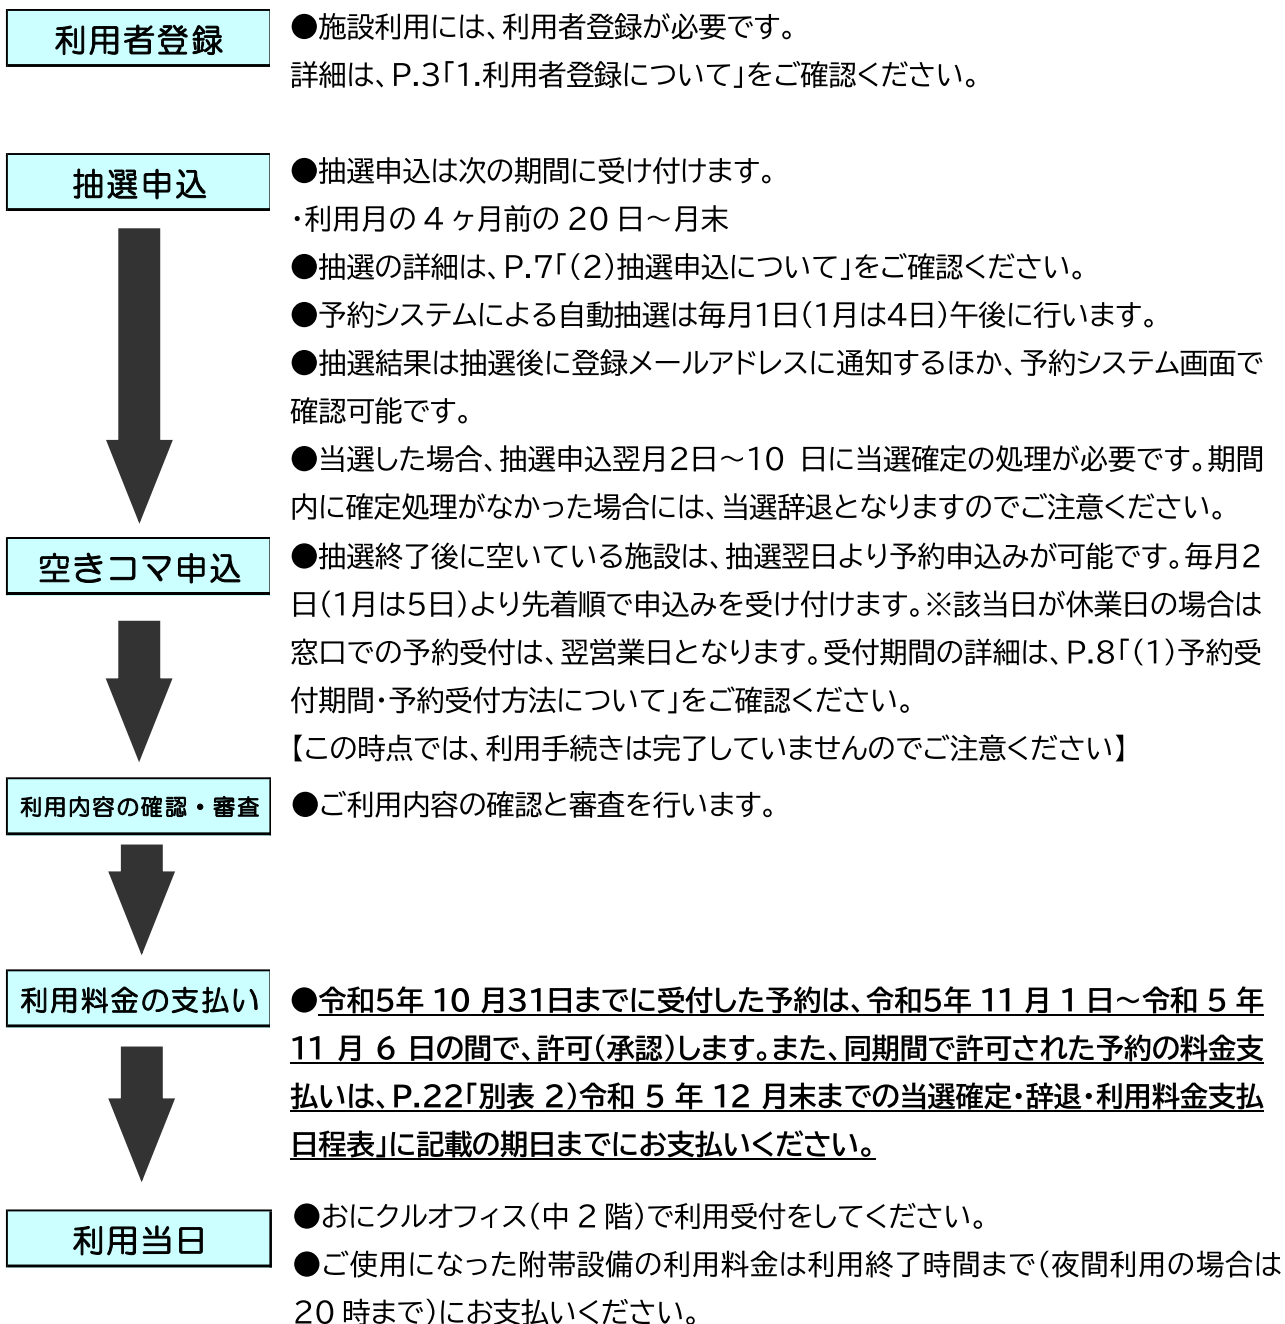 利用者登録
●施設利用には、利用者登録が必要です。
詳細は、P.3「1.利用者登録について」をご確認ください。
抽選申込
●抽選申込は次の期間に受け付けます。
・利用月の 4 ヶ月前の 20 日～月末
●抽選の詳細は、P.7「(2)抽選申込について」をご確認ください。
●予約システムによる自動抽選は毎月1日(1月は4日)午後に行います。
●抽選結果は抽選後に登録メールアドレスに通知するほか、予約システム画面で
確認可能です。
●当選した場合、抽選申込翌月2日～10 日に当選確定の処理が必要です。期間
内に確定処理がなかった場合には、当選辞退となりますのでご注意ください。
空きコマ申込
●抽選終了後に空いている施設は、抽選翌日より予約申込みが可能です。毎月2
日(1月は5日)より先着順で申込みを受け付けます。※該当日が休業日の場合は
窓口での予約受付は、翌営業日となります。受付期間の詳細は、P.8「(1)予約受
付期間・予約受付方法について」をご確認ください。
【この時点では、利用手続きは完了していませんのでご注意ください】
利用内容の確認・審査
●ご利用内容の確認と審査を行います。
利用料金の支払い
●令和5年 10 月31日までに受付した予約は、令和5年 11 月 1 日～令和 5 年
11 月 6 日の間で、許可(承認)します。また、同期間で許可された予約の料金支
払いは、P.22「別表 2)令和 5 年 12 月末までの当選確定・辞退・利用料金支払
日程表」に記載の期日までにお支払いください。
利用当日
●おにクルオフィス(中 2 階)で利用受付をしてください。
●ご使用になった附帯設備の利用料金は利用終了時間まで(夜間利用の場合は
20 時まで)にお支払いください。